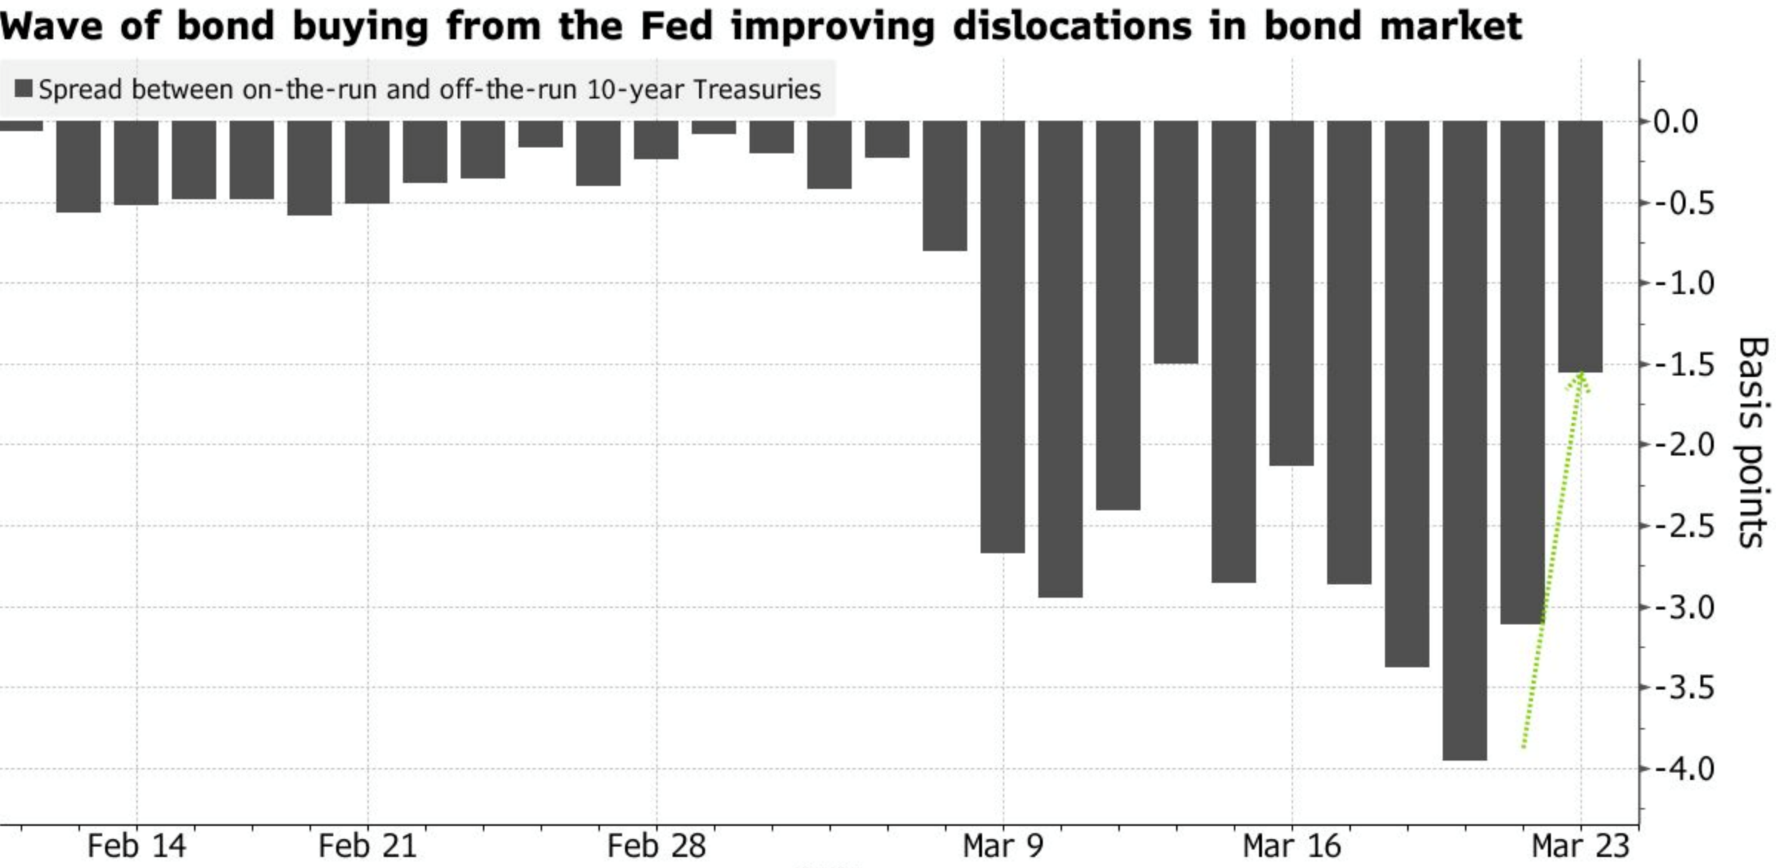 Wave of bond buying from the Fed improving dislocations in bond market
Spread between on-the-run and off-the-run 10-year Treasuries
0.0
-0.5
-1.0
-1.5
-2.0
-2.5
-3.0
-3.5
-4.0
Basis points
Feb 14 Feb 21 Feb 28 Mar 9 Mar 16 Mar 23